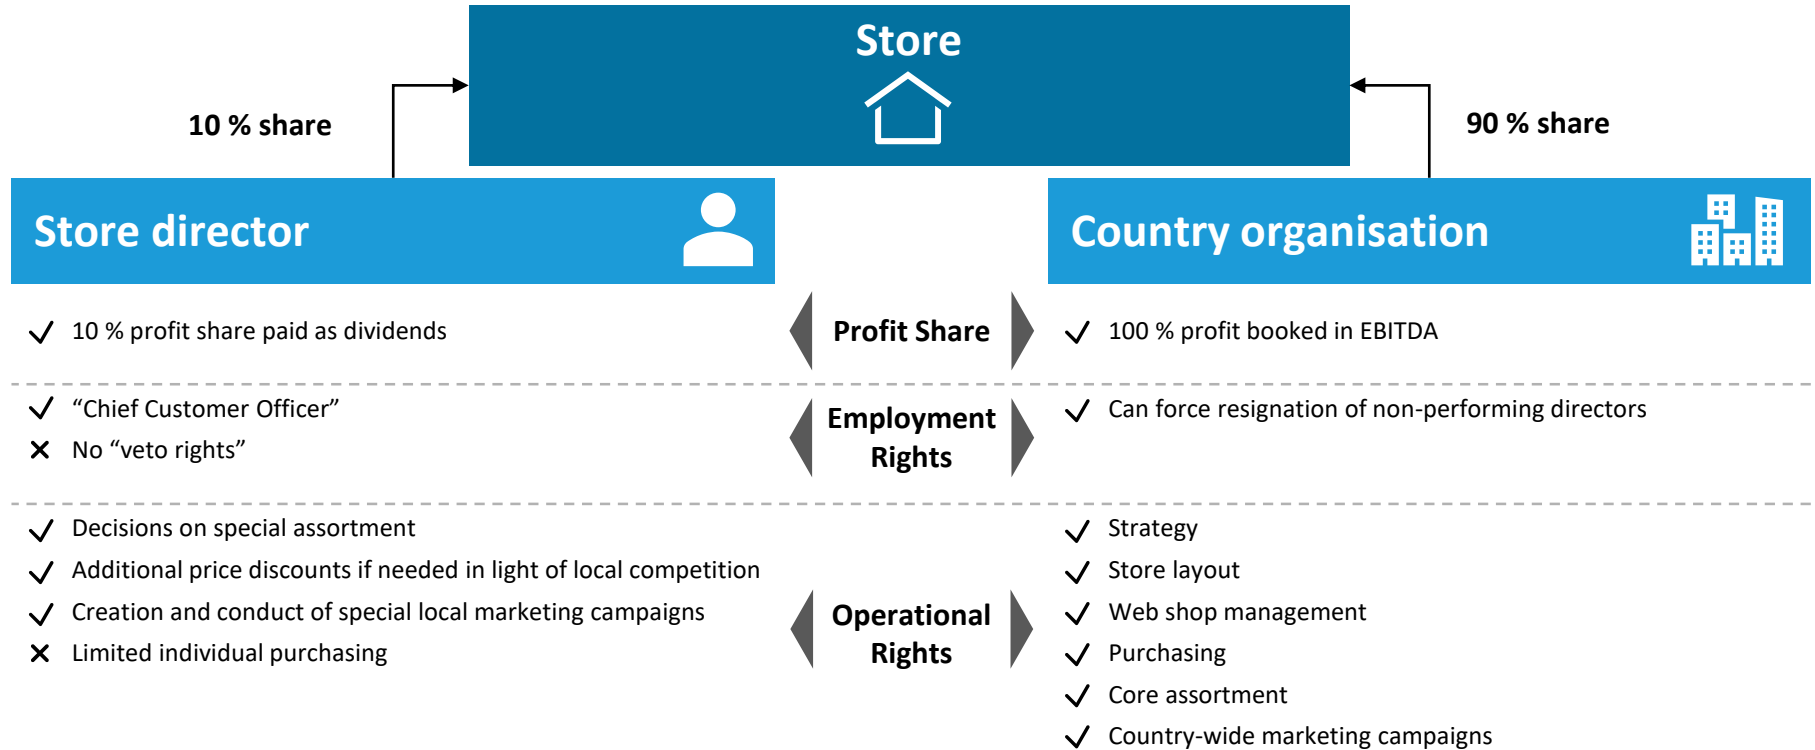 Store
10 % share
90 % share
Store director
Country organisation
10 % profit share paid as dividends
Profit Share
100 % profit booked in EBITDA
“Chief Customer Officer”
No “veto rights”
Employment
Rights
Can force resignation of non-performing directors
Decisions on special assortment
Additional price discounts if needed in light of local competition
Creation and conduct of special local marketing campaigns
Limited individual purchasing
Operational
Rights
Strategy
Store layout
Web shop management
Purchasing
Core assortment
Country-wide marketing campaigns